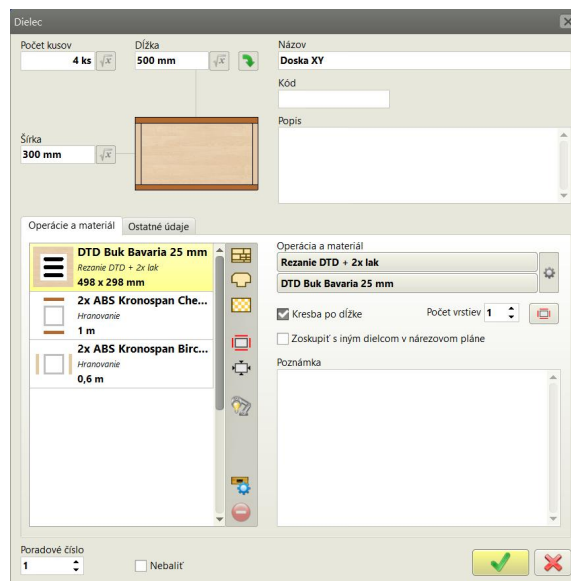 Dielec
Počet kusov
4 ks
Dĺžka
500 mm
Názov
Doska XY
Kód
Popis
Šírka
300 mm
Operácie a materiál
Ostatné údaje
DTD Buk Bavaria 25 mm
Rezanie DTD + 2x lak
498 x 298 mm
2x ABS Kronospan Che...
Hranovanie
1 m
2x ABS Kronospan Birc...
Hranovanie
0,6 m
Operácia a materiál
Rezanie DTD + 2x lak
DTD Buk Bavaria 25 mm
Kresba po dĺžke
Počet vrstiev 1
Zoskupiť s iným dielcom v nárezovom pláne
Poznámka
Poradové číslo
1
Nebaliť